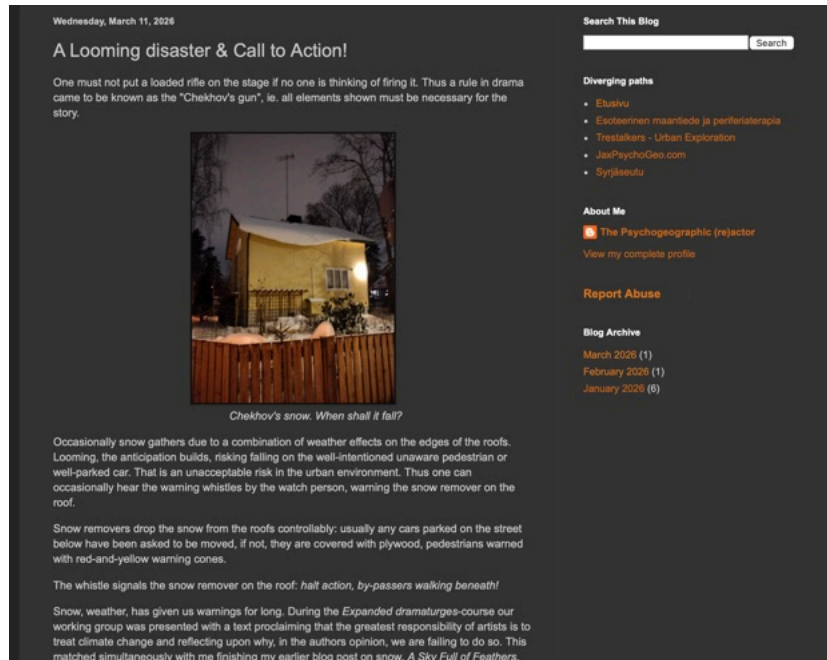 Wednesday, March 11, 2026
A Looming disaster & Call to Action!
One must not put a loaded rifle on the stage if no one is thinking of firing it. Thus a rule in drama
came to be known as the "Chekhov's gun", ie. all elements shown must be necessary for the
story.
Chekhov's snow. When shall it fall?
Occasionally snow gathers due to a combination of weather effects on the edges of the roofs.
Looming, the anticipation builds, risking falling on the well-intentioned unaware pedestrian or
well-parked car. That is an unacceptable risk in the urban environment. Thus one can
occasionally hear the warning whistles by the watch person, warning the snow remover on the
roof.
Snow removers drop the snow from the roofs controllably: usually any cars parked on the street
below have been asked to be moved, if not, they are covered with plywood, pedestrians warned
with red-and-yellow warning cones.
The whistle signals the snow remover on the roof: halt action, by-passers walking beneath!
Snow, weather, has given us warnings for long. During the Expanded dramaturges-course our
working group was presented with a text proclaiming that the greatest responsibility of artists is to
treat climate change and reflecting upon why, in the authors opinion, we are failing to do so. This
matched simultaneously with me finishing my earlier blog post on snow, A Sky Full of Feathers,
Search This Blog
Search
Diverging paths
Etusivu
Esoteerinen maantiede ja periferiaterapia
Trestalkers - Urban Exploration
JaxPsychoGeo.com
Syrjäseutu
About Me
The Psychogeographic (re)actor
View my complete profile
Report Abuse
Blog Archive
March 2026 (1)
February 2026 (1)
January 2026 (6)